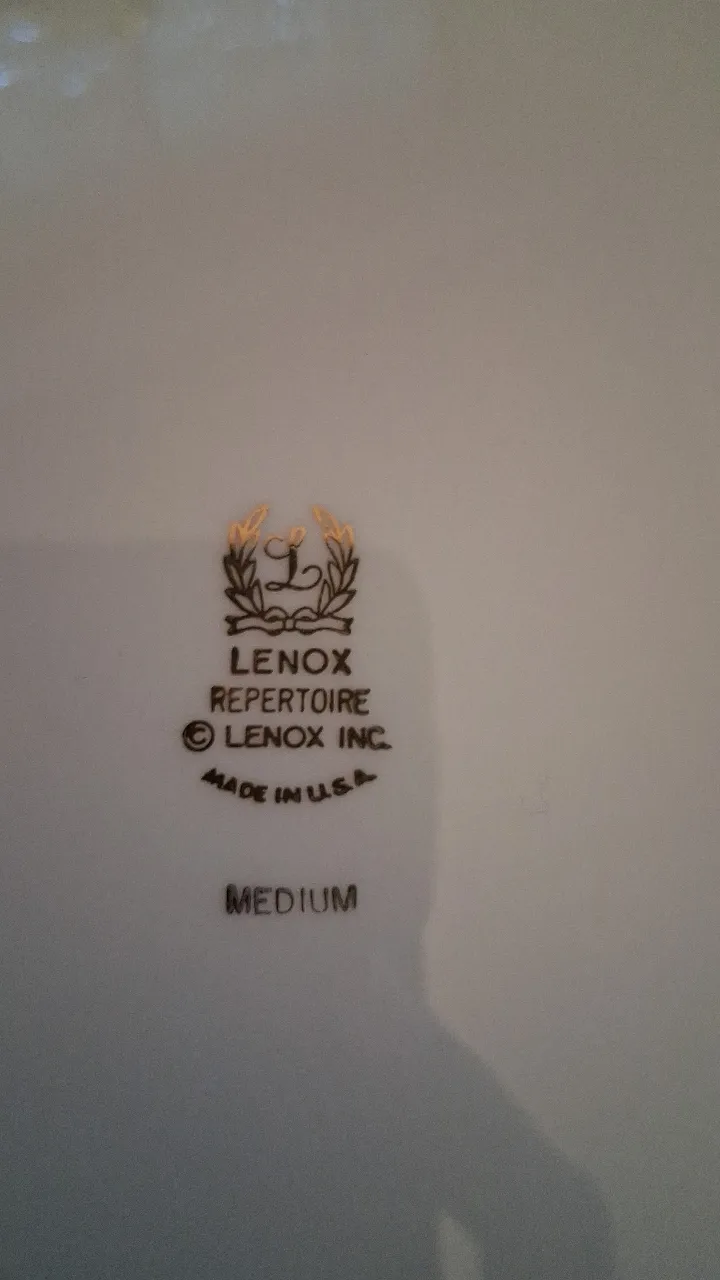 L
LENOX
REPERTOIRE
© LENOX INC.
MADE IN U.S.A.
MEDIUM